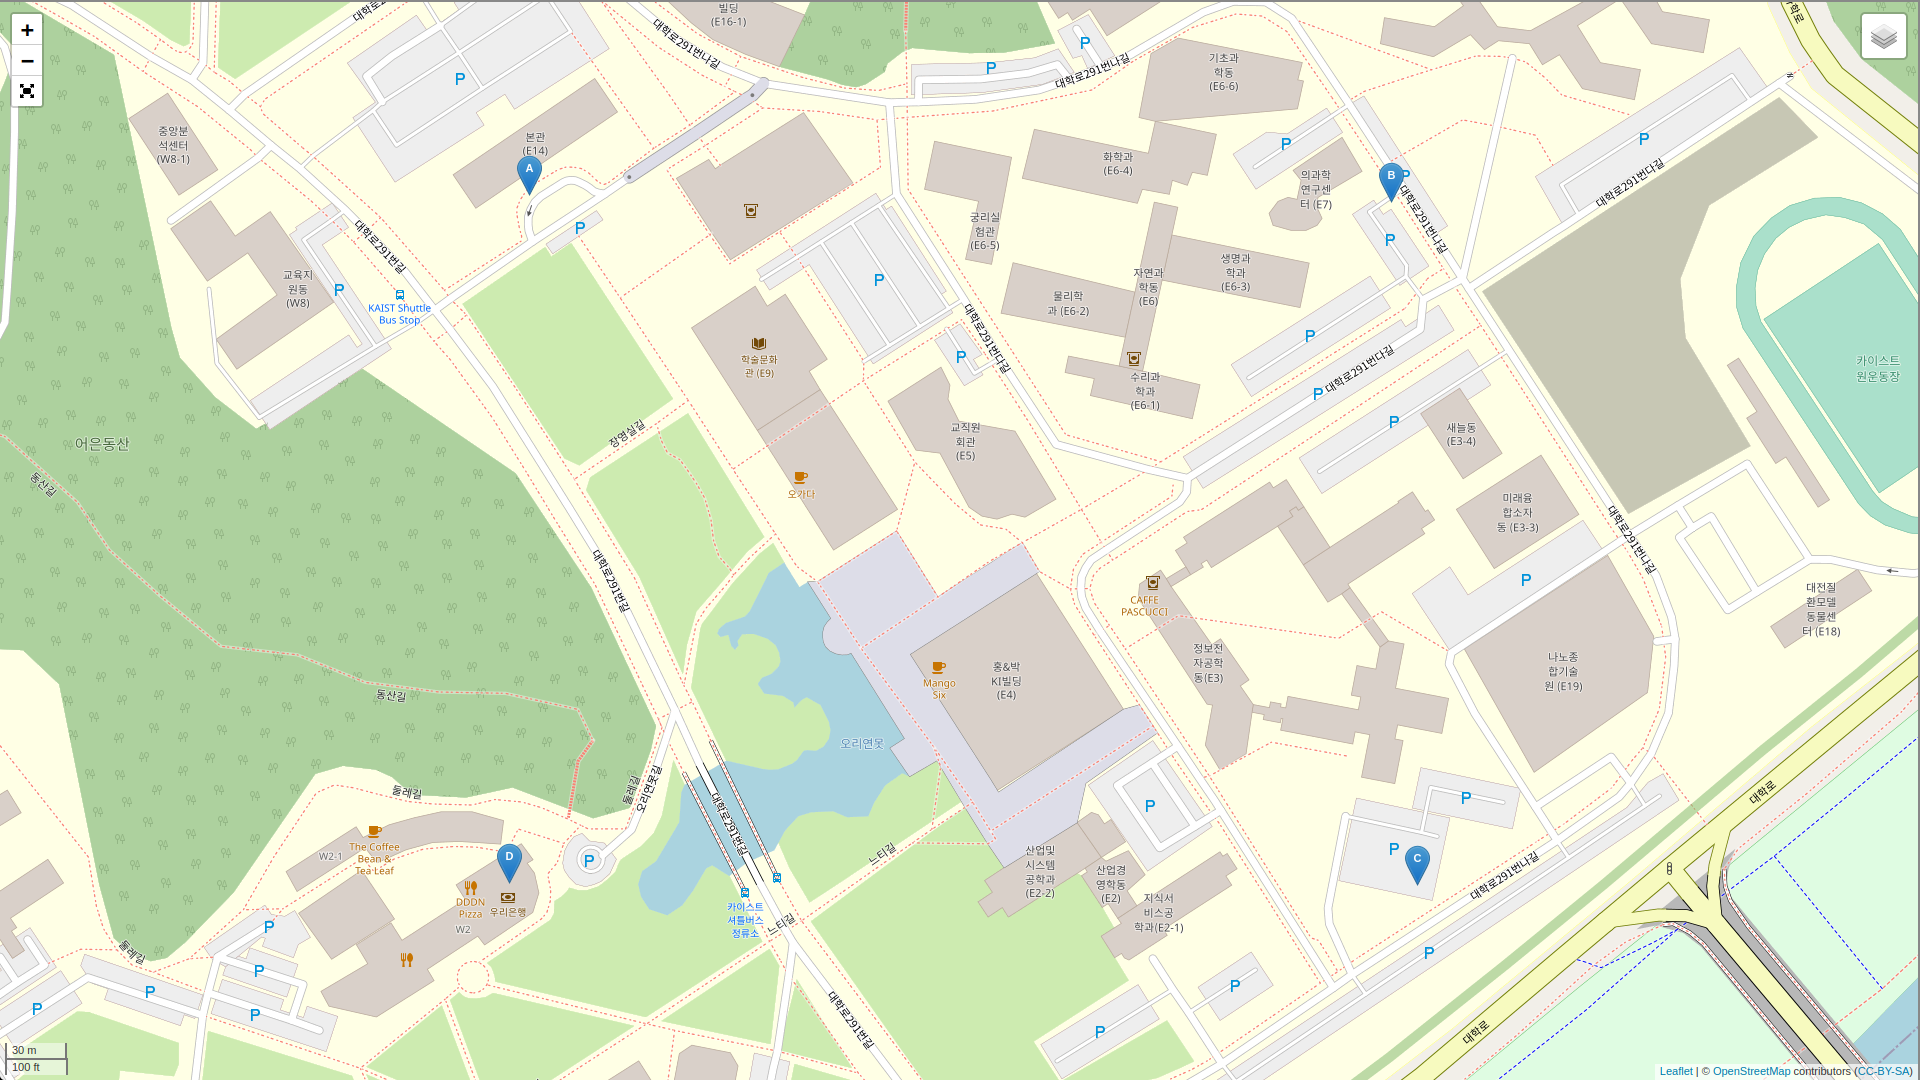 +
−
빌딩
(E16-1)
대학로291번나길
P
P
P
대학로291번나길
기초과
학동
(E6-6)
중앙분
석센터
(W8-1)
본관
(E14)
A
화학과
(E6-4)
P
의과학
연구센
터 (E7)
B
P
P
대학로291번나길
P
대학로291번다길
P
대학로291번길
P
궁리실
험관
(E6-5)
생명과
학과
(E6-3)
자연과
학동
(E6)
물리학
과 (E6-2)
교육지
원동
(W8)
P
KAIST Shuttle
Bus Stop
P
대학로291번다길
P
P
학술문화
관 (E9)
P
대학로291번다길
카이스트
원운동장
수리과
학과
(E6-1)
P
어은동산
장영실길
교직원
회관
(E5)
새늘동
(E3-4)
오가다
동산길
미래융
합소자
동 (E3-3)
대학로291번나길
대학로291번길
P
CAFFE
PASCUCCI
대전질
환모델
동물센
터 (E18)
홍&박
KI빌딩
(E4)
Mango
Six
정보전
자공학
동(E3)
나노종
합기술
원 (E19)
동산길
오리연못
둘레길
둘레길
오리연못길
대학로291번길
P
P
대학로
W2-1
The Coffee
Bean &
Tea Leaf
D
P
DDDN
Pizza
우리은행
W2
느티길
산업및
시스템
공학과
(E2-2)
산업경
영학동
(E2)
지식서
비스공
학과(E2-1)
P
C
대학로291번나길
카이스트
셔틀버스
정류소
느티길
P
둘레길
P
P
P
P
P
P
P
대학로291번길
대학로
30 m
100 ft
Leaflet | © OpenStreetMap contributors (CC-BY-SA)